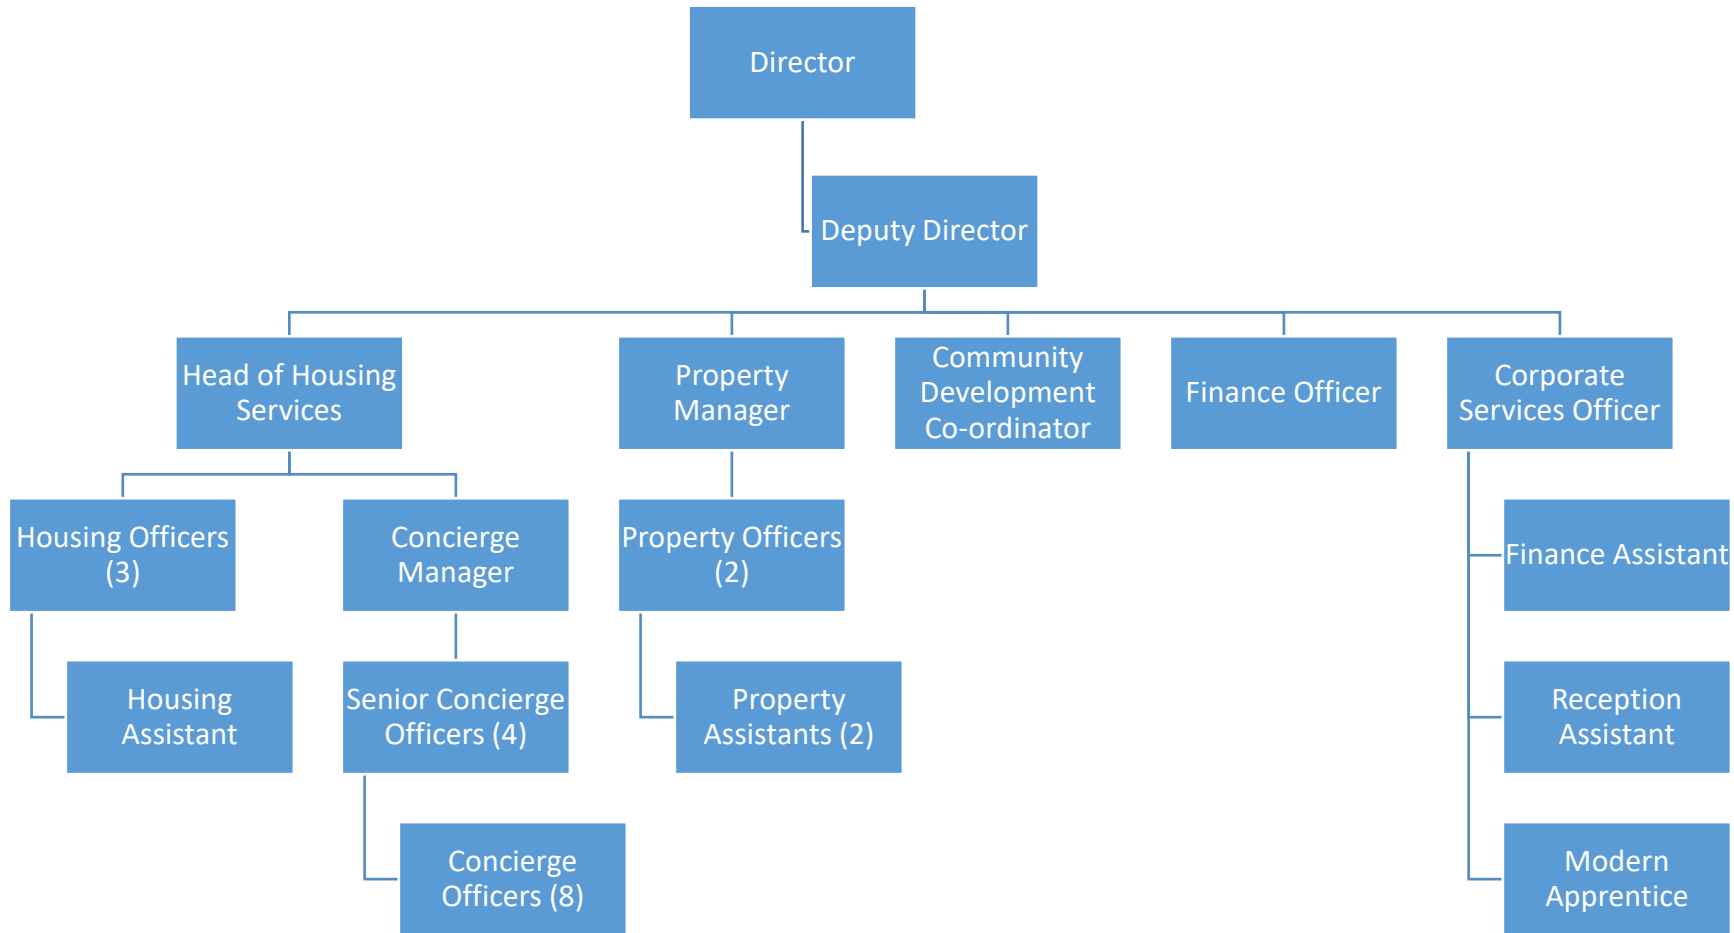 Director
Deputy Director
Head of Housing
Services
Property
Manager
Community
Development
Co-ordinator
Finance Officer
Corporate
Services Officer
Housing Officers
(3)
Concierge
Manager
Property Officers
(2)
Finance Assistant
Housing
Assistant
Senior Concierge
Officers (4)
Property
Assistants (2)
Reception
Assistant
Concierge
Officers (8)
Modern
Apprentice